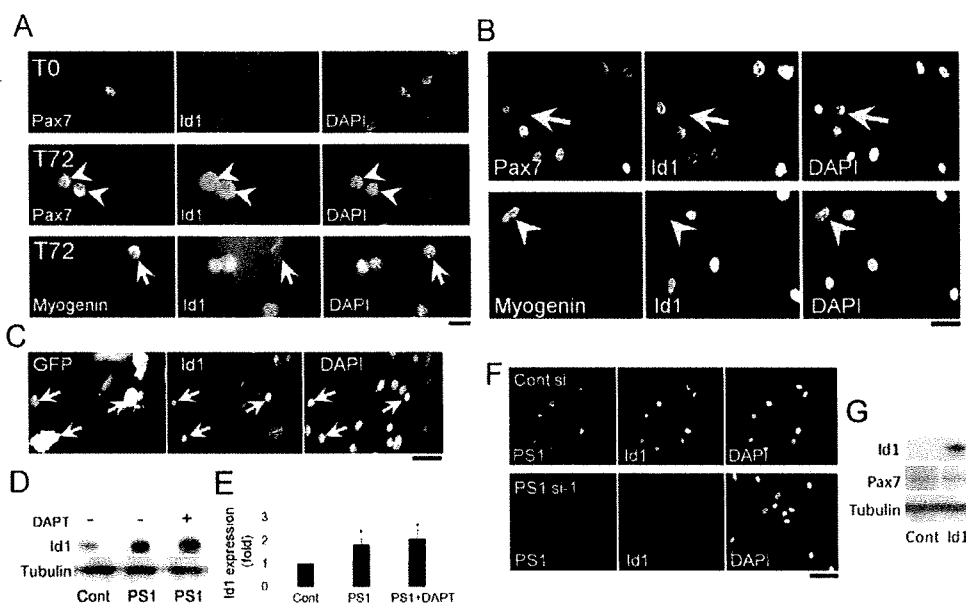 A
T0
Pax7 Id1 DAPI
T72
Pax7 Id1 DAPI
T72
Myogenin Id1 DAPI
B
Pax7 Id1 DAPI
Myogenin Id1 DAPI
C
GFP Id1 DAPI
D
DAPT - - +
Id1
Tubulin
Cont PS1 PS1
E
Id1 expression
(fold)
3
2
1
0
* *
Cont PS1 PS1+DAPT
F
Cont si
PS1 Id1 DAPI
PS1 si-1
PS1 Id1 DAPI
G
Id1
Pax7
Tubulin
Cont Id1